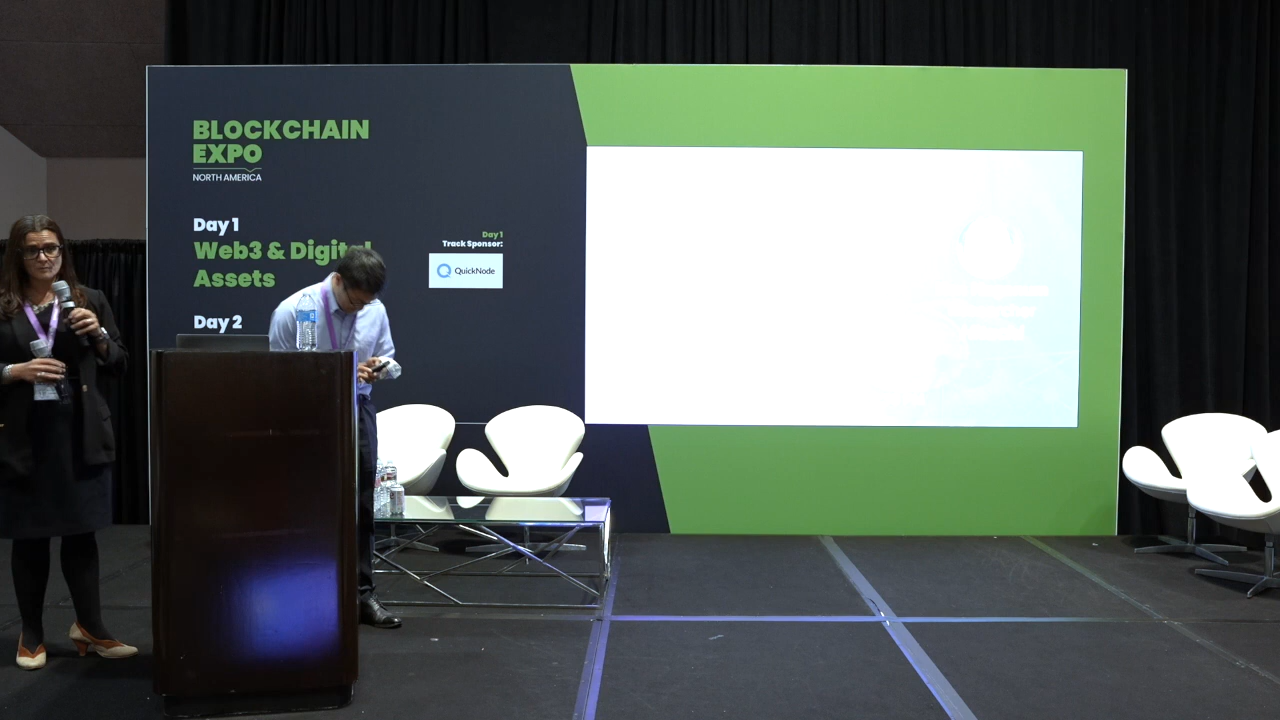 BLOCKCHAIN
EXPO
NORTH AMERICA
Day 1
Web3 & Digital
Assets
Day 2
Day 1
Track Sponsor:
QuickNode